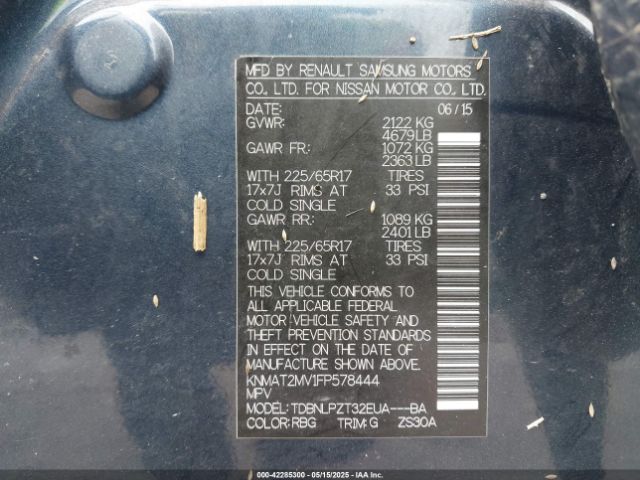 MFD BY RENAULT SAMSUNG MOTORS
CO., LTD. FOR NISSAN MOTOR CO., LTD.
DATE: 06/15
GVWR: 2122 KG
4679 LB
GAWR FR: 1072 KG
2363 LB
WITH 225/65R17 TIRES
17x7J RIMS AT 33 PSI
COLD SINGLE
GAWR RR: 1089 KG
2401 LB
WITH 225/65R17 TIRES
17x7J RIMS AT 33 PSI
COLD SINGLE
THIS VEHICLE CONFORMS TO
ALL APPLICABLE FEDERAL
MOTOR VEHICLE SAFETY AND
THEFT PREVENTION STANDARDS
IN EFFECT ON THE DATE OF
MANUFACTURE SHOWN ABOVE.
KNMAT2MV1FP578444
MPV
MODEL: TDBNLPZT32EUA---BA
COLOR: RBG TRIM: G ZS30A
000-42285300 - 05/15/2025 - IAAI.COM